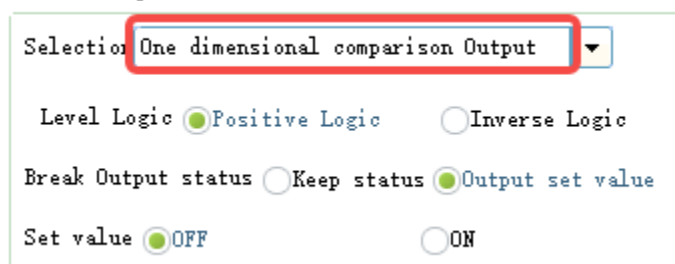 Selection One dimensional comparison Output
Level Logic Positive Logic Inverse Logic
Break Output status Keep status Output set value
Set value OFF ON